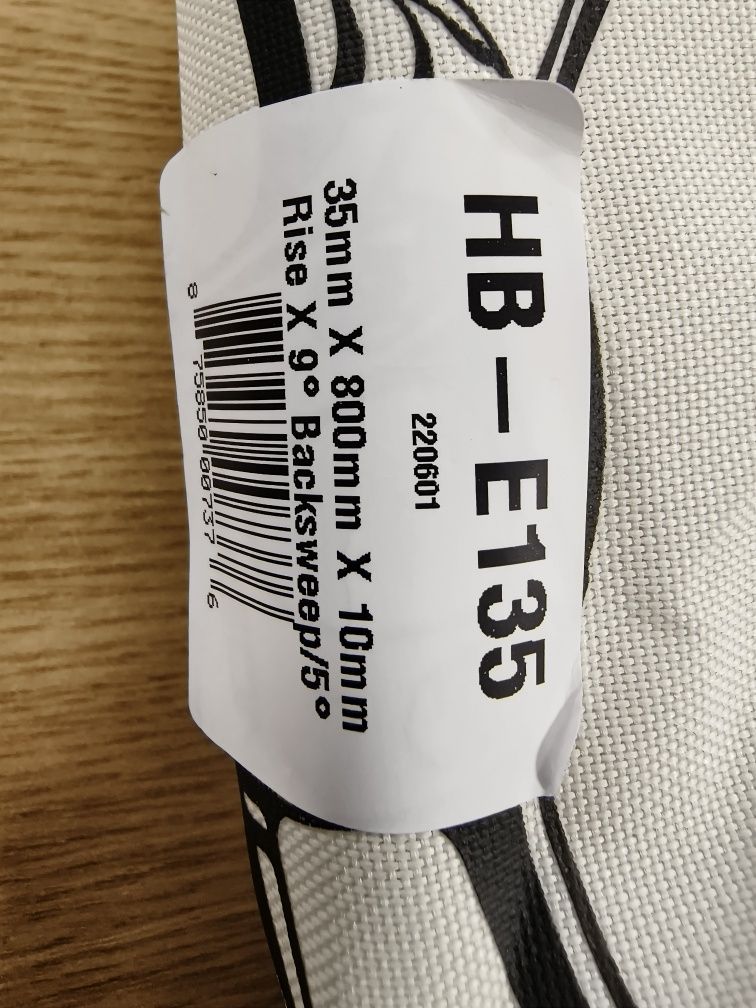 HB-E135
220601
35mm X 800mm X 10mm
Rise X 9° Backsweep/5°
8 75850 00737 6